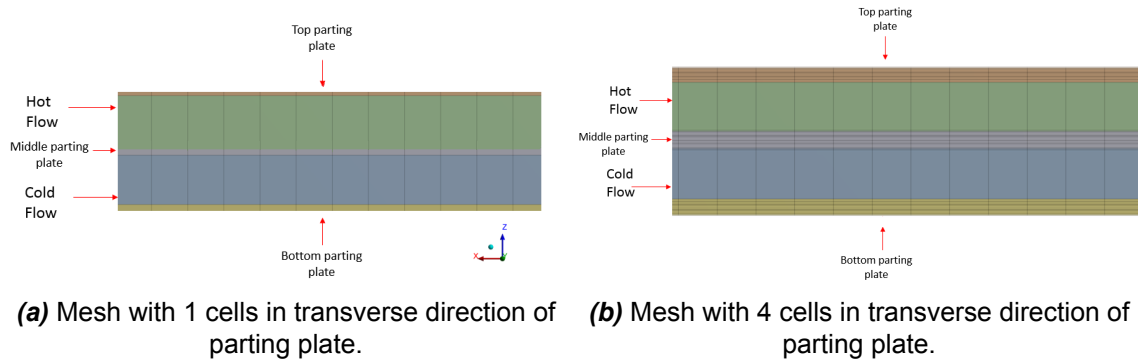 Top parting
plate
Hot
Flow
Middle parting
plate
Cold
Flow
Bottom parting
plate
Z
X
Y
(a) Mesh with 1 cells in transverse direction of
parting plate.
Top parting
plate
Hot
Flow
Middle parting
plate
Cold
Flow
Bottom parting
plate
(b) Mesh with 4 cells in transverse direction of
parting plate.